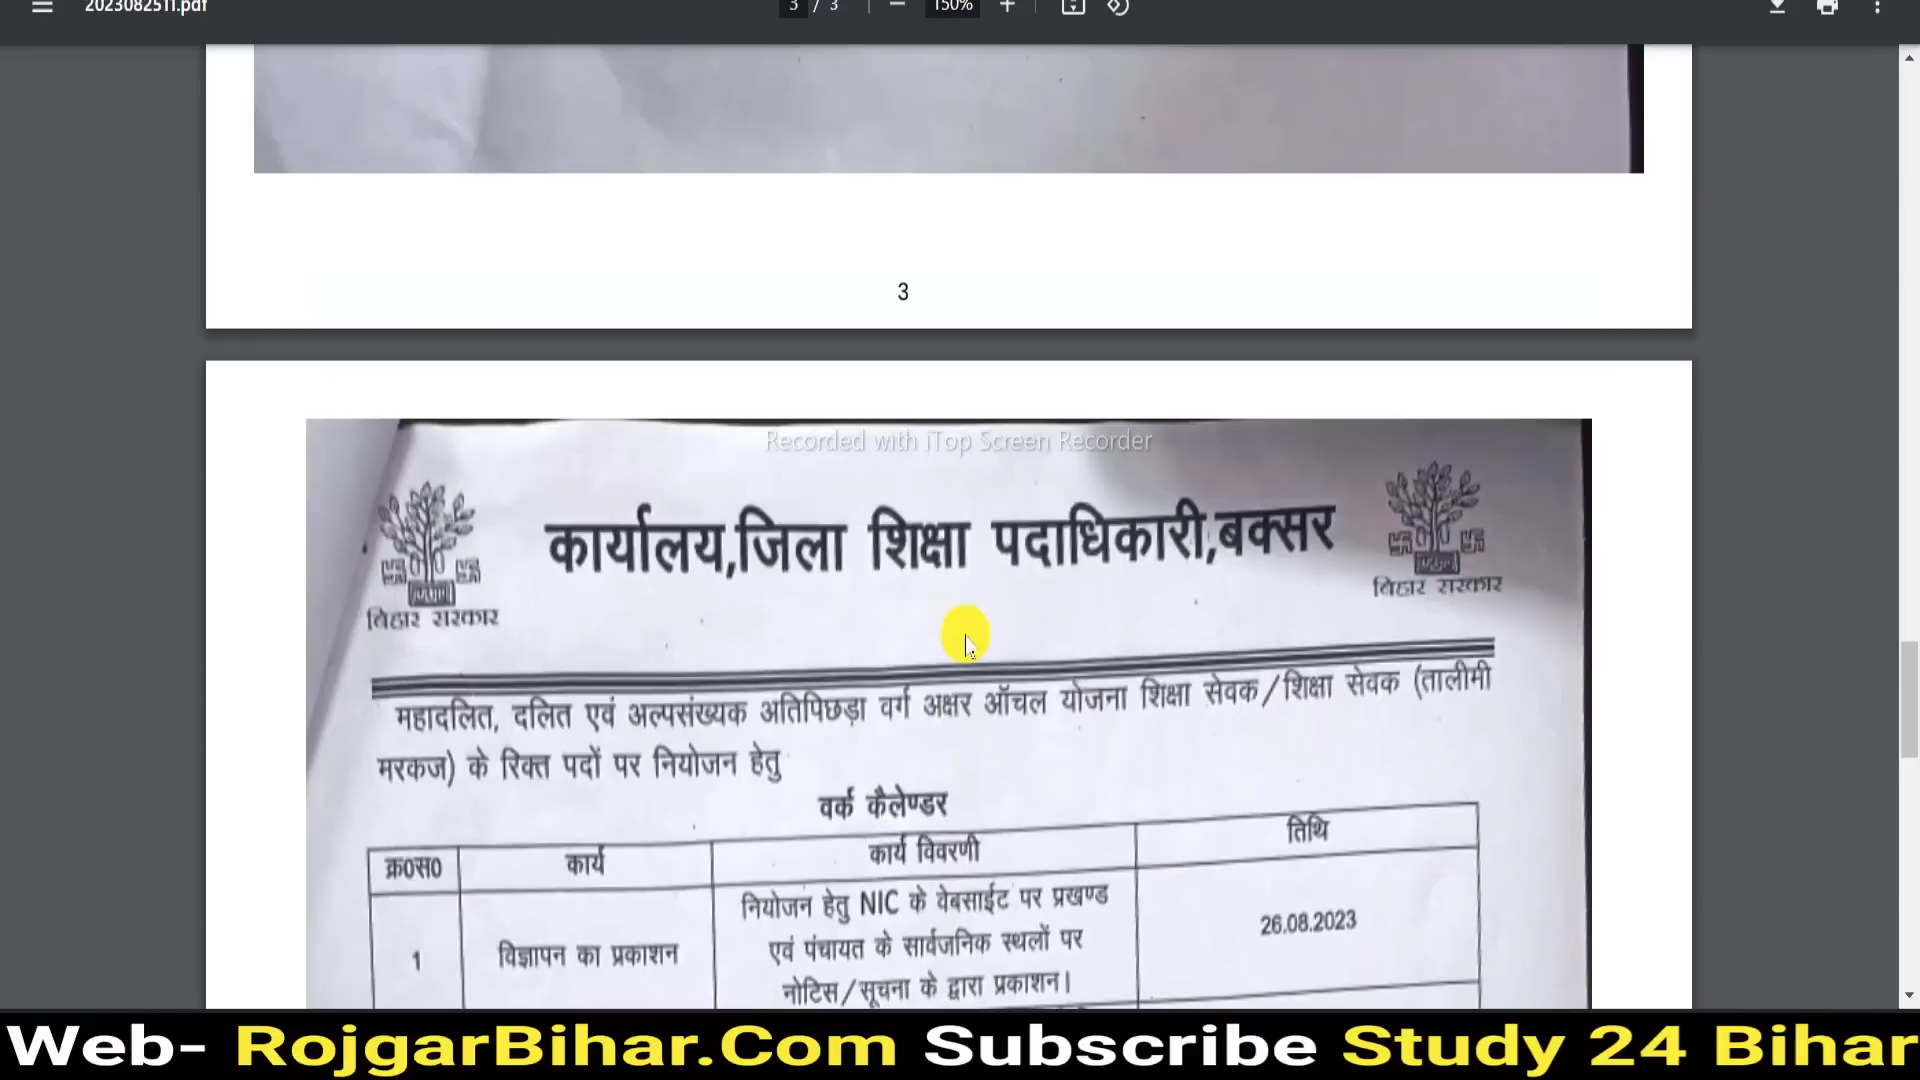 2023082511.pdf
3 / 3
150%
3
Recorded with iTop Screen Recorder
कार्यालय,जिला शिक्षा पदाधिकारी,बक्सर
बिहार सरकार
बिहार सरकार
महादलित, दलित एवं अल्पसंख्यक अतिपिछड़ा वर्ग अक्षर ऑचल योजना शिक्षा सेवक/शिक्षा सेवक (तालीमी
मरकज) के रिक्त पदों पर नियोजन हेतु
वर्क कैलेण्डर
क्र0स0 कार्य कार्य विवरणी तिथि
1 विज्ञापन का प्रकाशन नियोजन हेतु NIC के वेबसाईट पर प्रखण्ड
एवं पंचायत के सार्वजनिक स्थलों पर
नोटिस/सूचना के द्वारा प्रकाशन।
26.08.2023
Web- RojgarBihar.Com Subscribe Study 24 Bihar